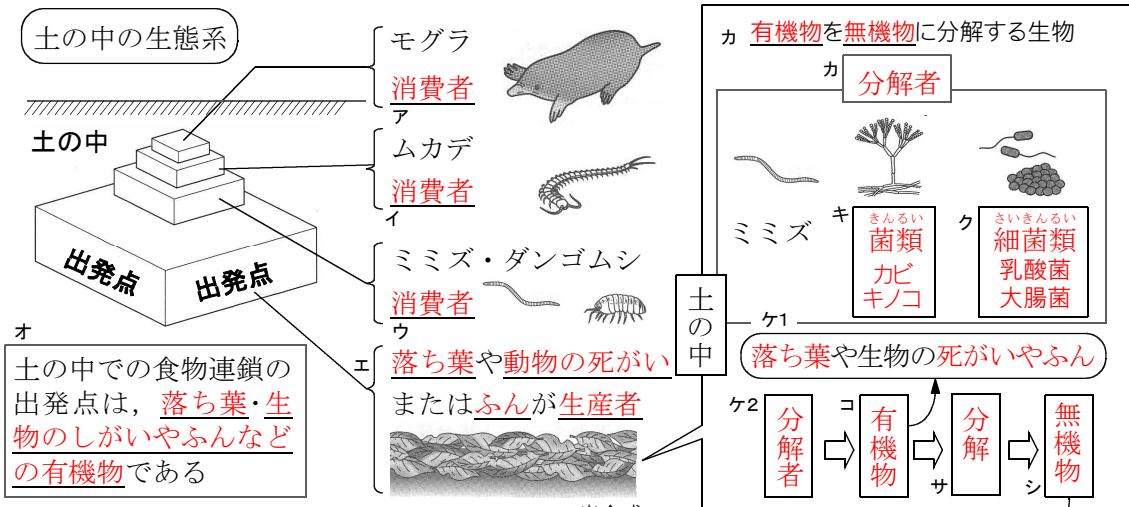 土の中の生態系
土の中
出発点
出発点
モグラ
消費者
ア
ムカデ
消費者
イ
ミミズ・ダンゴムシ
消費者
ウ
エ
落ち葉や動物の死がい
またはふんが生産者
オ
土の中での食物連鎖の
出発点は，落ち葉・生
物のしがいやふんなど
の有機物である
土の中
カ 有機物を無機物に分解する生物
カ
分解者
ミミズ
キ
きんるい
菌類
カビ
キノコ
ク
さいきんるい
細菌類
乳酸菌
大腸菌
ケ1
落ち葉や生物の死がいやふん
ケ2
分解者
コ
有機物
サ
分解
シ
無機物